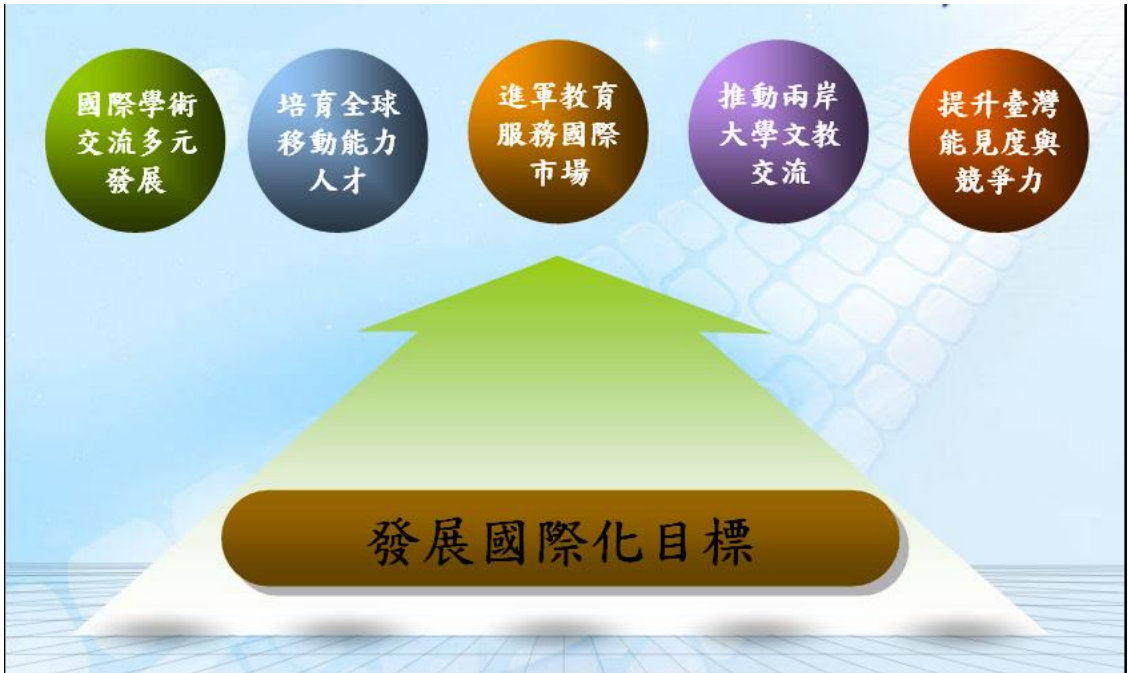 國際學術
交流多元
發展
培育全球
移動能力
人才
進軍教育
服務國際
市場
推動兩岸
大學文教
交流
提升臺灣
能見度與
競爭力
發展國際化目標